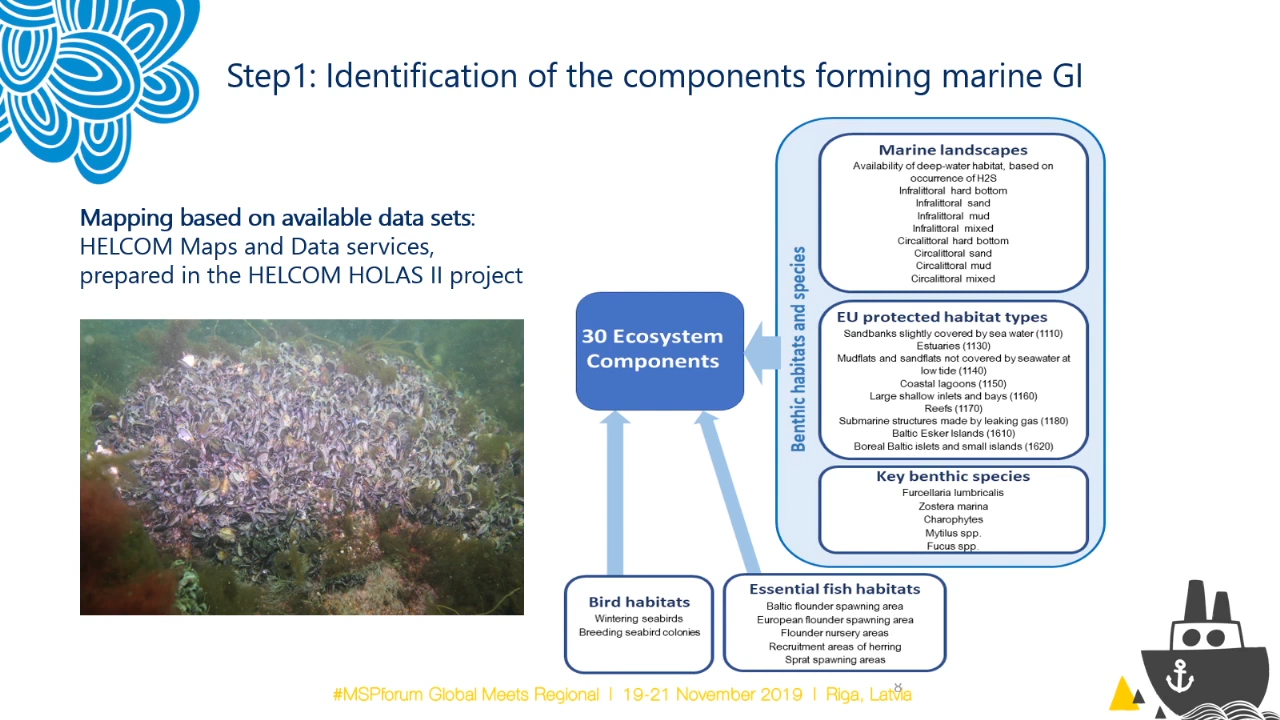 Step1: Identification of the components forming marine GI
Mapping based on available data sets:
HELCOM Maps and Data services,
prepared in the HELCOM HOLAS II project
30 Ecosystem
Components
Benthic habitats and species
Marine landscapes
Availability of deep-water habitat, based on
occurrence of H2S
Infralittoral hard bottom
Infralittoral sand
Infralittoral mud
Infralittoral mixed
Circalittoral hard bottom
Circalittoral sand
Circalittoral mud
Circalittoral mixed
EU protected habitat types
Sandbanks slightly covered by sea water (1110)
Estuaries (1130)
Mudflats and sandflats not covered by seawater at
low tide (1140)
Coastal lagoons (1150)
Large shallow inlets and bays (1160)
Reefs (1170)
Submarine structures made by leaking gas (1180)
Baltic Esker Islands (1610)
Boreal Baltic islets and small islands (1620)
Key benthic species
Furcellaria lumbricalis
Zostera marina
Charophytes
Mytilus spp.
Fucus spp.
Bird habitats
Wintering seabirds
Breeding seabird colonies
Essential fish habitats
Baltic flounder spawning area
European flounder spawning area
Flounder nursery areas
Recruitment areas of herring
Sprat spawning areas
8
#MSPforum Global Meets Regional | 19-21 November 2019 | Riga, Latvia